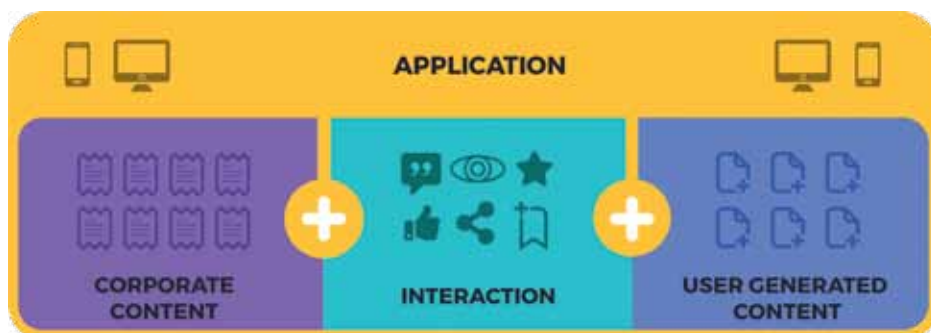 APPLICATION
CORPORATE
CONTENT
INTERACTION
USER GENERATED
CONTENT